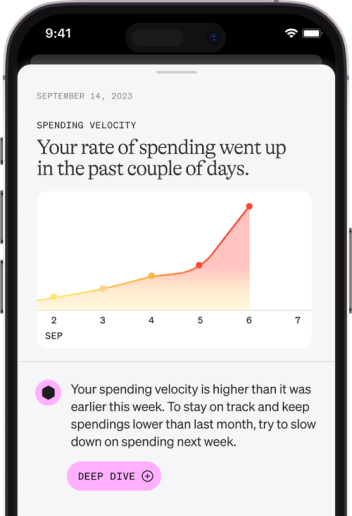 9:41
SEPTEMBER 14, 2023
SPENDING VELOCITY
Your rate of spending went up
in the past couple of days.
2 3 4 5 6 7
SEP
Your spending velocity is higher than it was
earlier this week. To stay on track and keep
spendings lower than last month, try to slow
down on spending next week.
DEEP DIVE